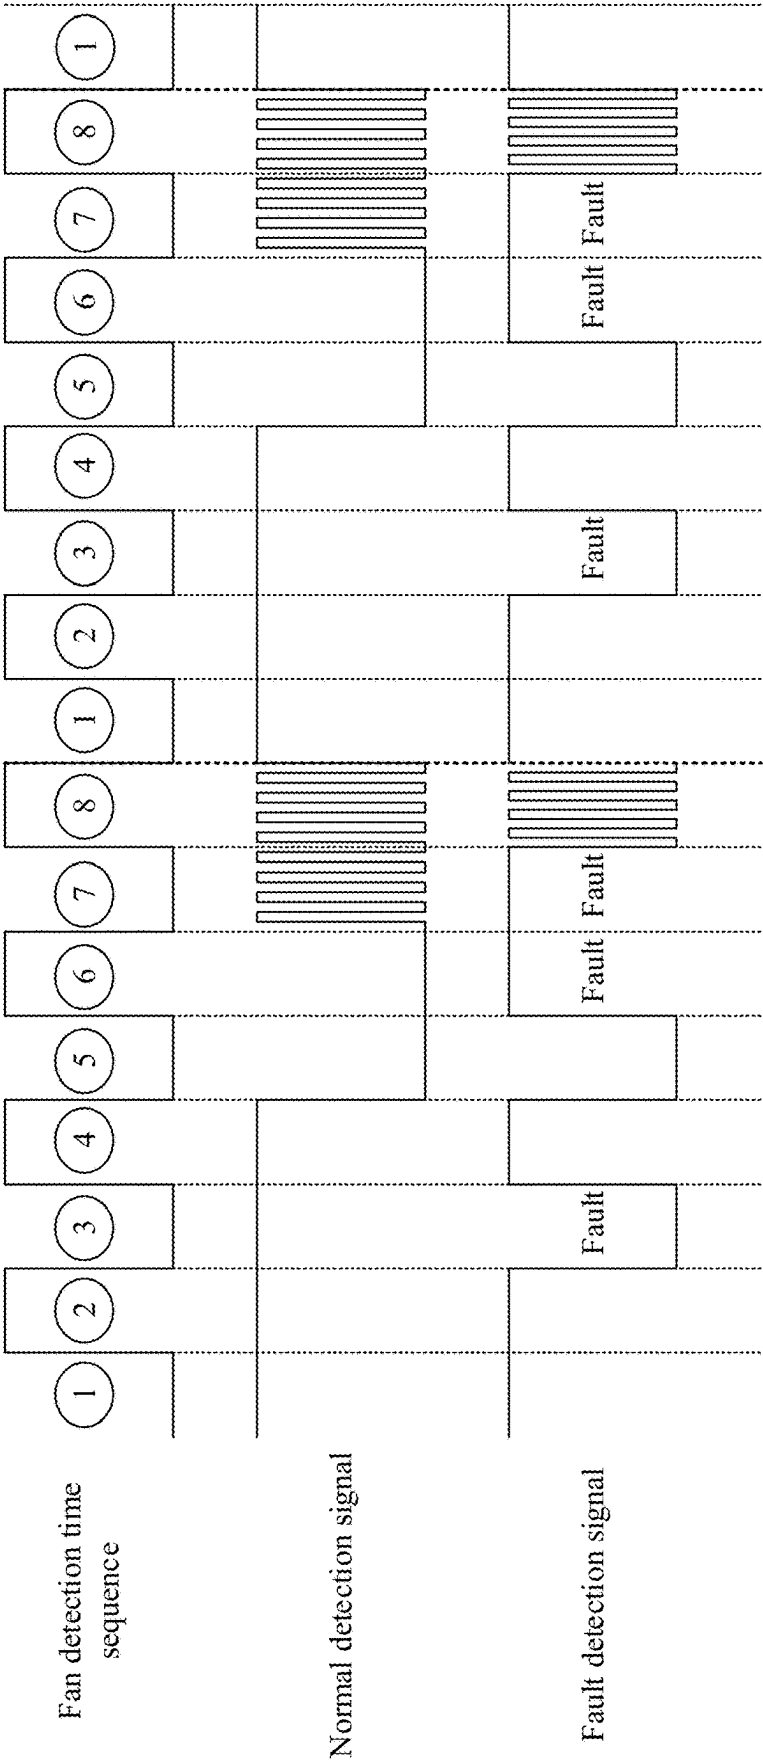 Fan detection time
sequence
1 2 3 4 5 6 7 8 1 2 3 4 5 6 7 8 1
Normal detection signal
Fault detection signal
Fault Fault Fault Fault Fault Fault